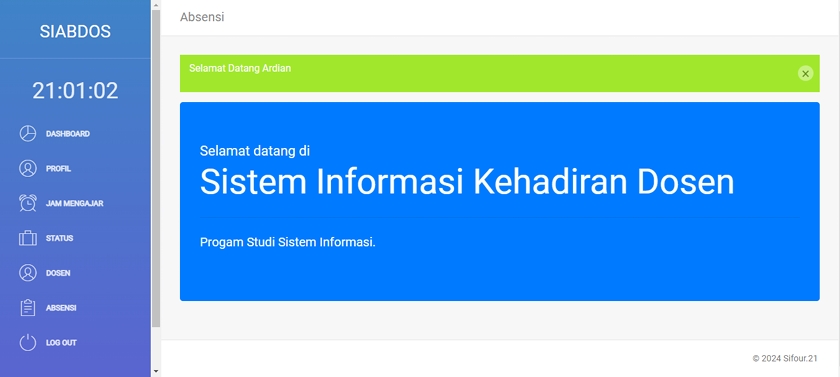 SIABDOS
21:01:02
DASHBOARD
PROFIL
JAM MENGAJAR
STATUS
DOSEN
ABSENSI
LOG OUT
Absensi
Selamat Datang Ardian
Selamat datang di
Sistem Informasi Kehadiran Dosen
Progam Studi Sistem Informasi.
© 2024 Sifour.21